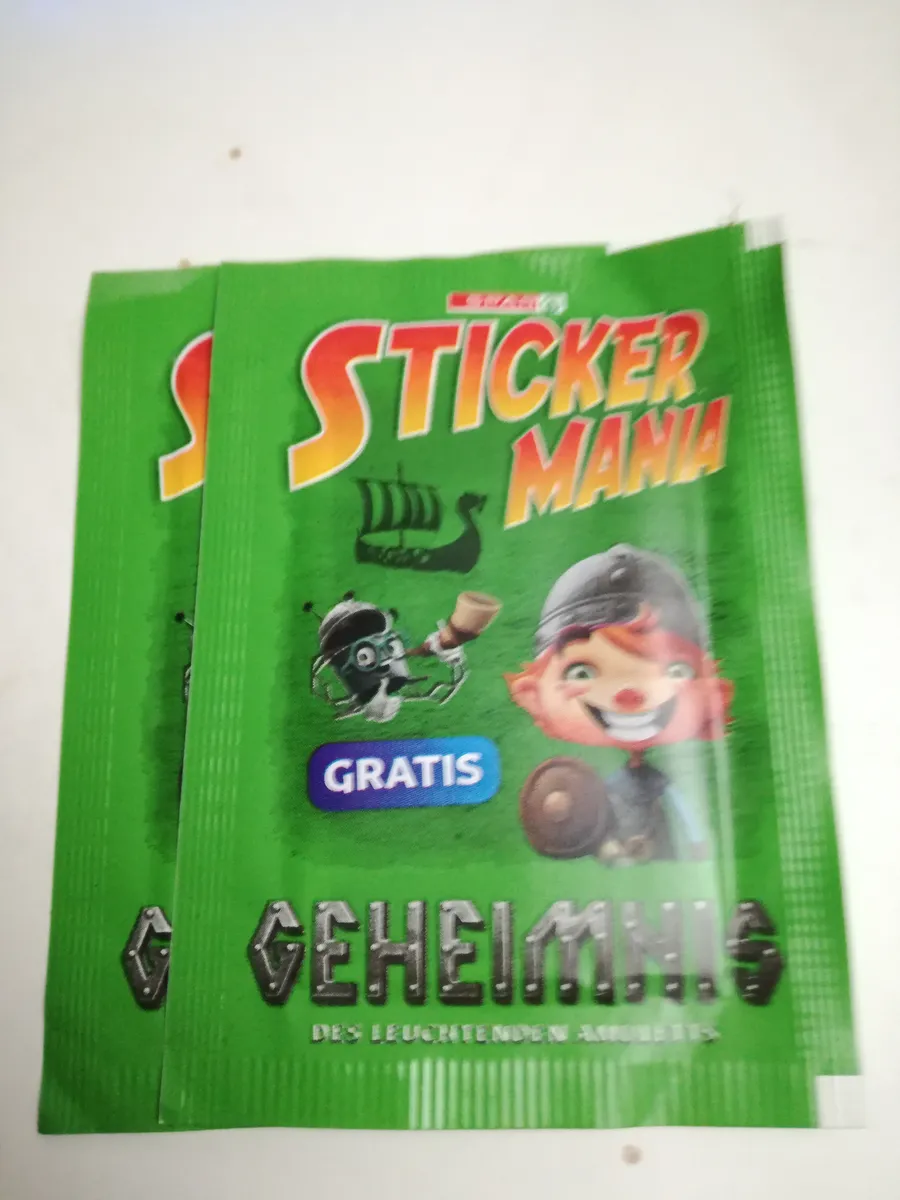 STICKER
MANIA
GRATIS
GEHEIMNIS
DES LEUCHTENDEN AMULETTS
S
G